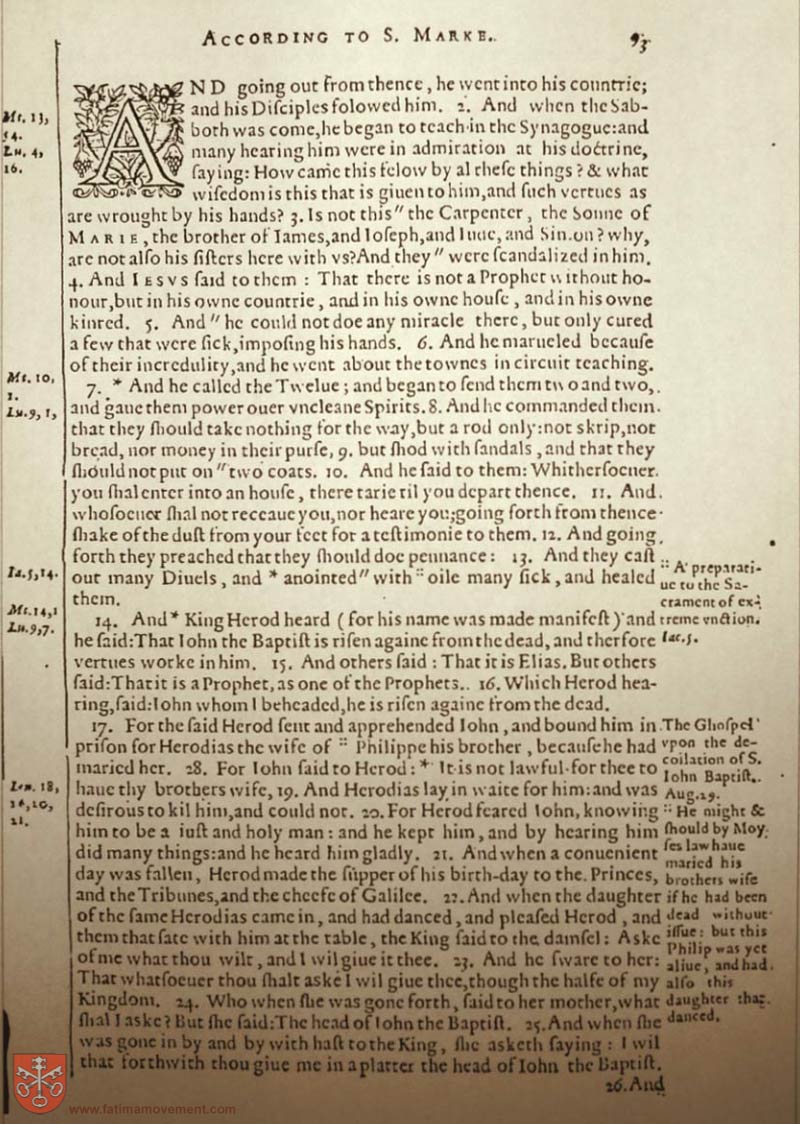 ACCORDING TO S. MARKE.
93
AND going out from thence, he went into his countrie;
and his Disciples folowed him. 2. And when the Sab-
both was come, he began to teach in the Synagogue: and
many hearing him were in admiration at his doctrine,
saying: How came this felow by al these things? & what
wisedom is this that is giuen to him, and such vertues as
are wrought by his hands? 3. Is not this" the Carpenter, the Sonne of
MARIE, the brother of Iames, and Ioseph, and Iude, and Simon? why,
are not also his sisters here with vs? And they" were scandalized in him.
4. And IESVS said to them: That there is not a Prophet without ho-
nour, but in his owne countrie, and in his owne house, and in his owne
kinred. 5. And" he could not doe any miracle there, but only cured
a few that were sick, imposing his hands. 6. And he marueled because
of their incredulity, and he went about the townes in circuit teaching.
7. * And he called the Twelue; and began to send them two and two,
and gaue them power ouer vncleane Spirits. 8. And he commanded them
that they should take nothing for the way, but a rod only: not skrip, not
bread, nor money in their purse, 9. but shod with sandals, and that they
should not put on" two coats. 10. And he said to them: Whithersoeuer
you shal enter into an house, there tarie til you depart thence. 11. And
whosoeuer shal not receaue you, nor heare you; going forth from thence
shake of the dust from your feet for a testimonie to them. 12. And going
forth they preached that they should doe pennance: 13. And they cast
out many Diuels, and * anointed" with :: oile many sick, and healed
them.
14. And* King Herod heard (for his name was made manifest) and
he said: That Iohn the Baptist is risen againe from the dead, and therfore
vertues worke in him. 15. And others said: That it is Elias. But others
said: That it is a Prophet, as one of the Prophets. 16. Which Herod hea-
ring, said: Iohn whom I beheaded, he is risen againe from the dead.
17. For the said Herod sent and apprehended Iohn, and bound him in
prison for Herodias the wife of :: Philippe his brother, because he had
maried her. 28. For Iohn said to Herod: * It is not lawful for thee to
haue thy brothers wife, 19. And Herodias lay in waite for him: and was
desirous to kil him, and could not. 20. For Herod feared Iohn, knowing
him to be a iust and holy man: and he kept him, and by hearing him
did many things: and he heard him gladly. 21. And when a conuenient
day was fallen, Herod made the supper of his birth-day to the Princes,
and the Tribunes, and the cheefe of Galilee. 22. And when the daughter
of the same Herodias came in, and had danced, and pleased Herod, and
them that sate with him at the table, the King said to the damsel: Aske
of me what thou wilt, and I wil giue it thee. 23. And he sware to her:
That whatsoeuer thou shalt aske I wil giue thee, though the halfe of my
Kingdom. 24. Who when she was gone forth, said to her mother, what
shal I aske? But she said: The head of Iohn the Baptist. 25. And when she
was gone in by and by with hast to the King, she asketh saying: I wil
that forthwith thou giue me in a platter the head of Iohn the Baptist.
26. And
Mt. 13,
54.
Lu. 4,
16.
Mt. 10,
1.
Lu. 9, 1,
Ia. 5, 14.
Mt. 14, 1
Lu. 9, 7.
Leu. 18,
16, 20,
21.
:: A preparati-
ue to the Sa-
crament of ex-
treme vnction.
Iac. 5.
The Ghospel
vpon the de-
collation of S.
Iohn Baptist.
Aug. 29.
:: He might &
should by Moy-
ses law haue
maried his
brothers wife
if he had been
dead without
issue: but this
Philip was yet
aliue, and had
also this
daughter that
danced.
www.fatimamovement.com